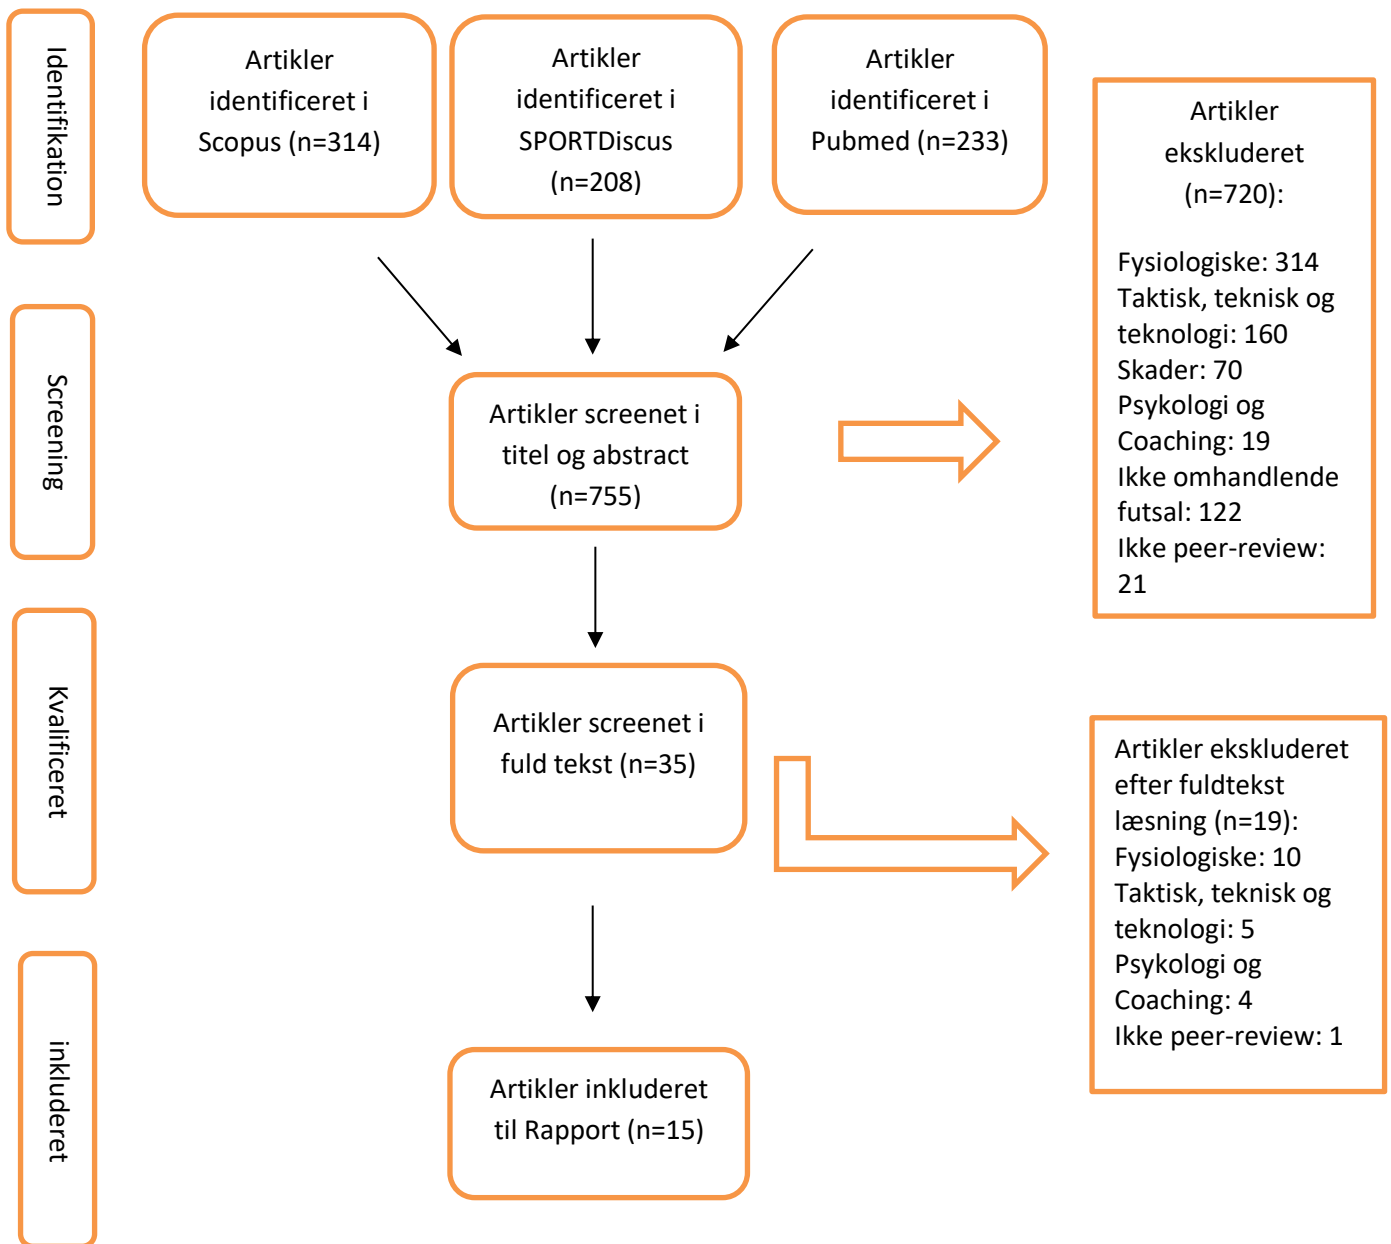 Identifikation
Artikler
identificeret i
Scopus (n=314)
Artikler
identificeret i
SPORTDiscus
(n=208)
Artikler
identificeret i
Pubmed (n=233)
Artikler
ekskluderet
(n=720):
Fysiologiske: 314
Taktisk, teknisk og
teknologi: 160
Skader: 70
Psykologi og
Coaching: 19
Ikke omhandlende
futsal: 122
Ikke peer-review:
21
Screening
Artikler screenet i
titel og abstract
(n=755)
Kvalificeret
Artikler screenet i
fuld tekst (n=35)
Artikler ekskluderet
efter fuldtekst
læsning (n=19):
Fysiologiske: 10
Taktisk, teknisk og
teknologi: 5
Psykologi og
Coaching: 4
Ikke peer-review: 1
inkluderet
Artikler inkluderet
til Rapport (n=15)